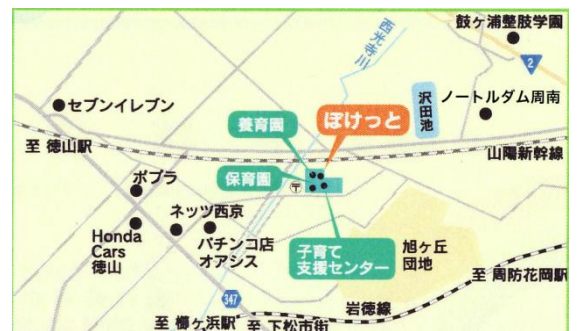 鼓ヶ浦整肢学園
2
西光寺川
沢田池
ノートルダム周南
セブンイレブン
養育園
ぽけっと
至 徳山駅
山陽新幹線
保育園
〒
ポプラ
ネッツ西京
Honda
Cars
徳山
パチンコ店
オアシス
子育て
支援センター
旭ヶ丘
団地
至 周防花岡駅
347
岩徳線
至 櫛ヶ浜駅
至 下松市街